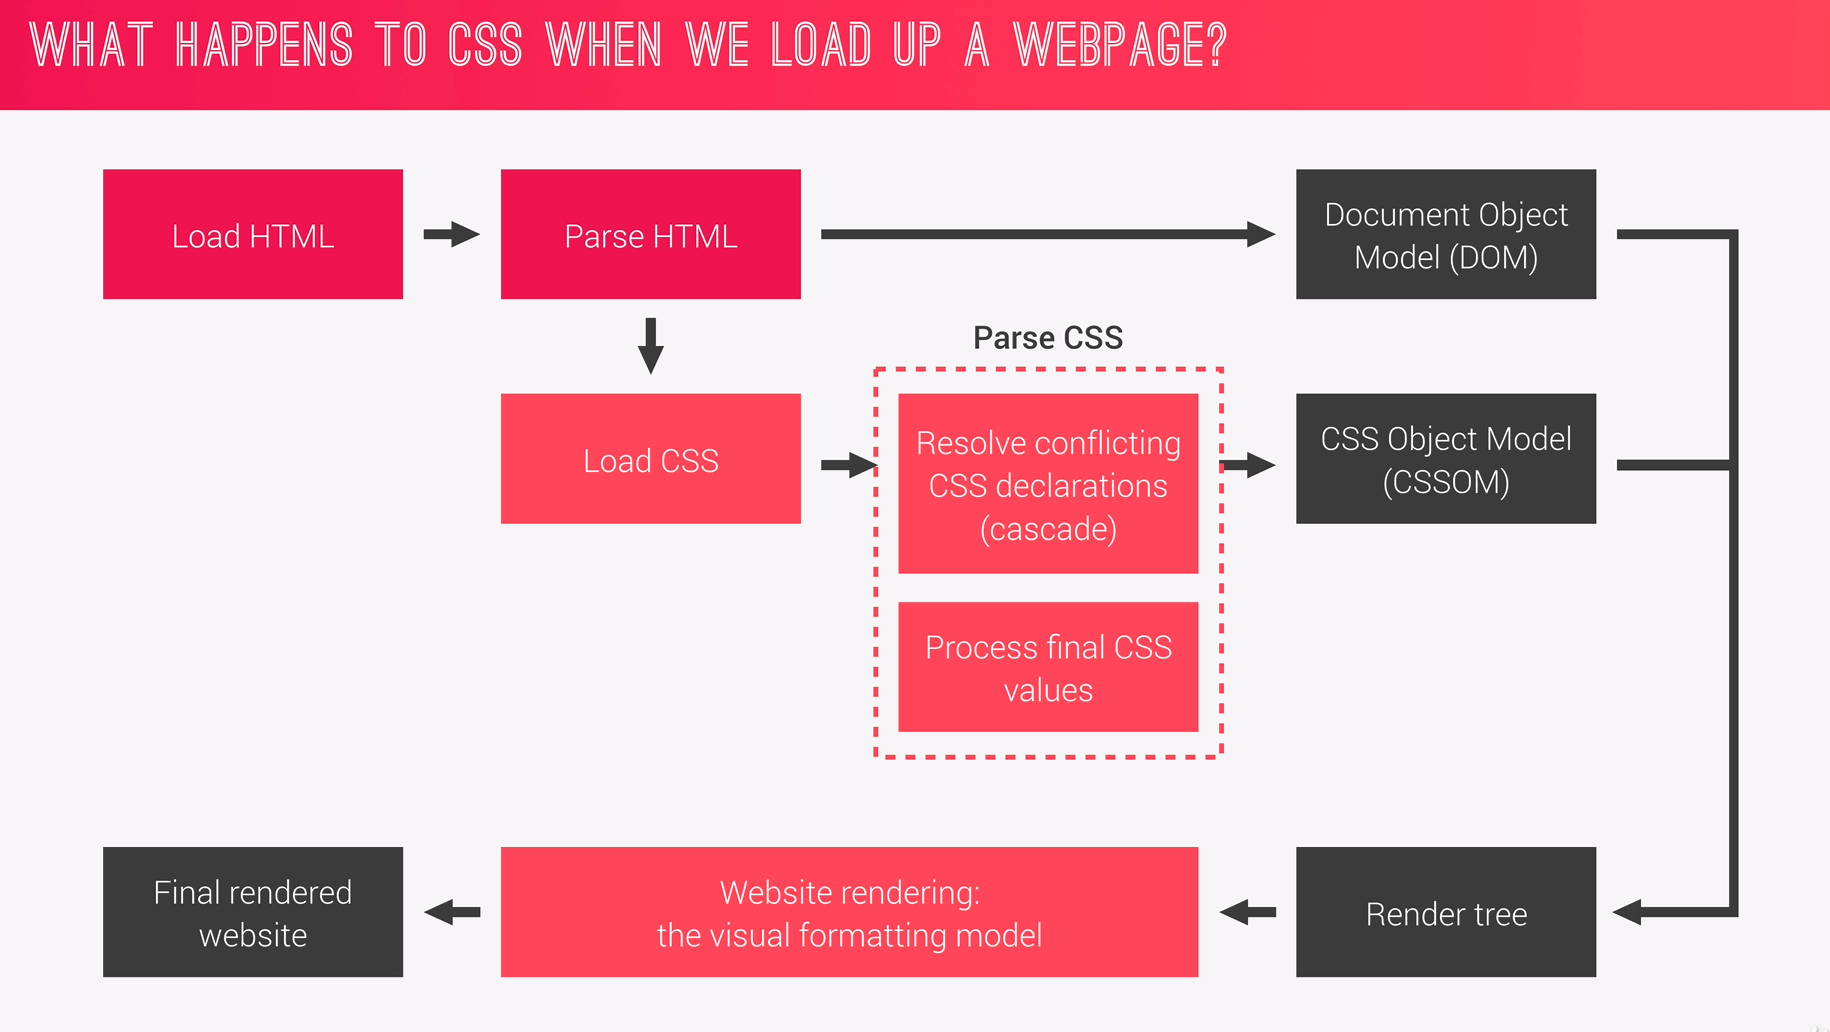 WHAT HAPPENS TO CSS WHEN WE LOAD UP A WEBPAGE?
Load HTML
Parse HTML
Document Object
Model (DOM)
Parse CSS
Load CSS
Resolve conflicting
CSS declarations
(cascade)
CSS Object Model
(CSSOM)
Process final CSS
values
Final rendered
website
Website rendering:
the visual formatting model
Render tree